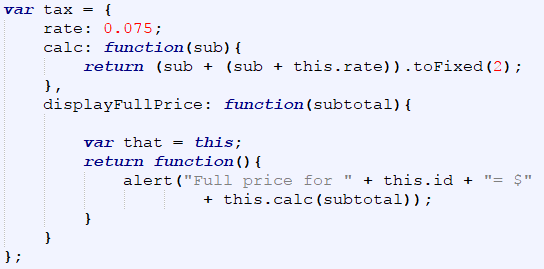 var tax = {
    rate: 0.075;
    calc: function(sub){
        return (sub + (sub + this.rate)).toFixed(2);
    },
    displayFullPrice: function(subtotal){

        var that = this;
        return function(){
            alert("Full price for " + this.id + "= $"
                    + this.calc(subtotal));
        }
    }
};